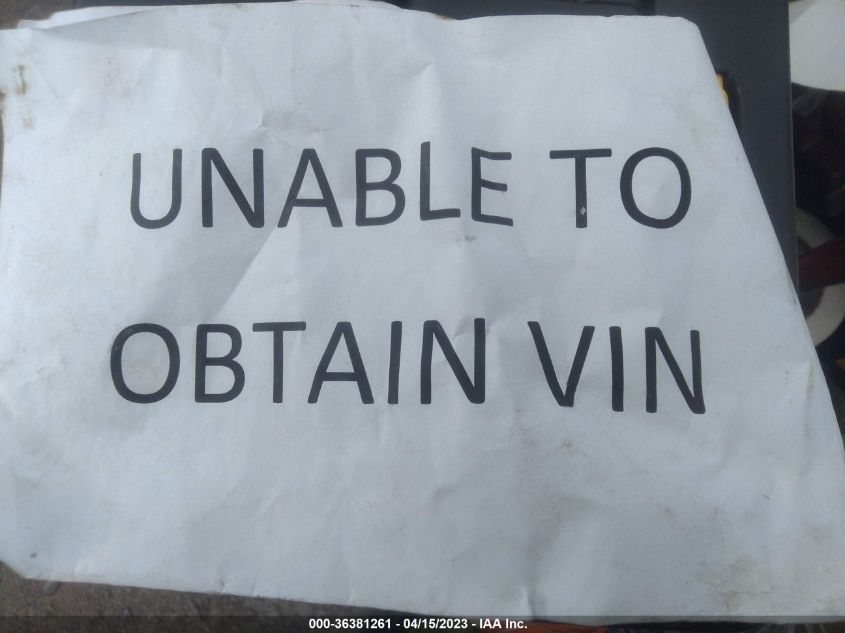 UNABLE TO
OBTAIN VIN
000-36381261 - 04/15/2023 - IAA Inc.